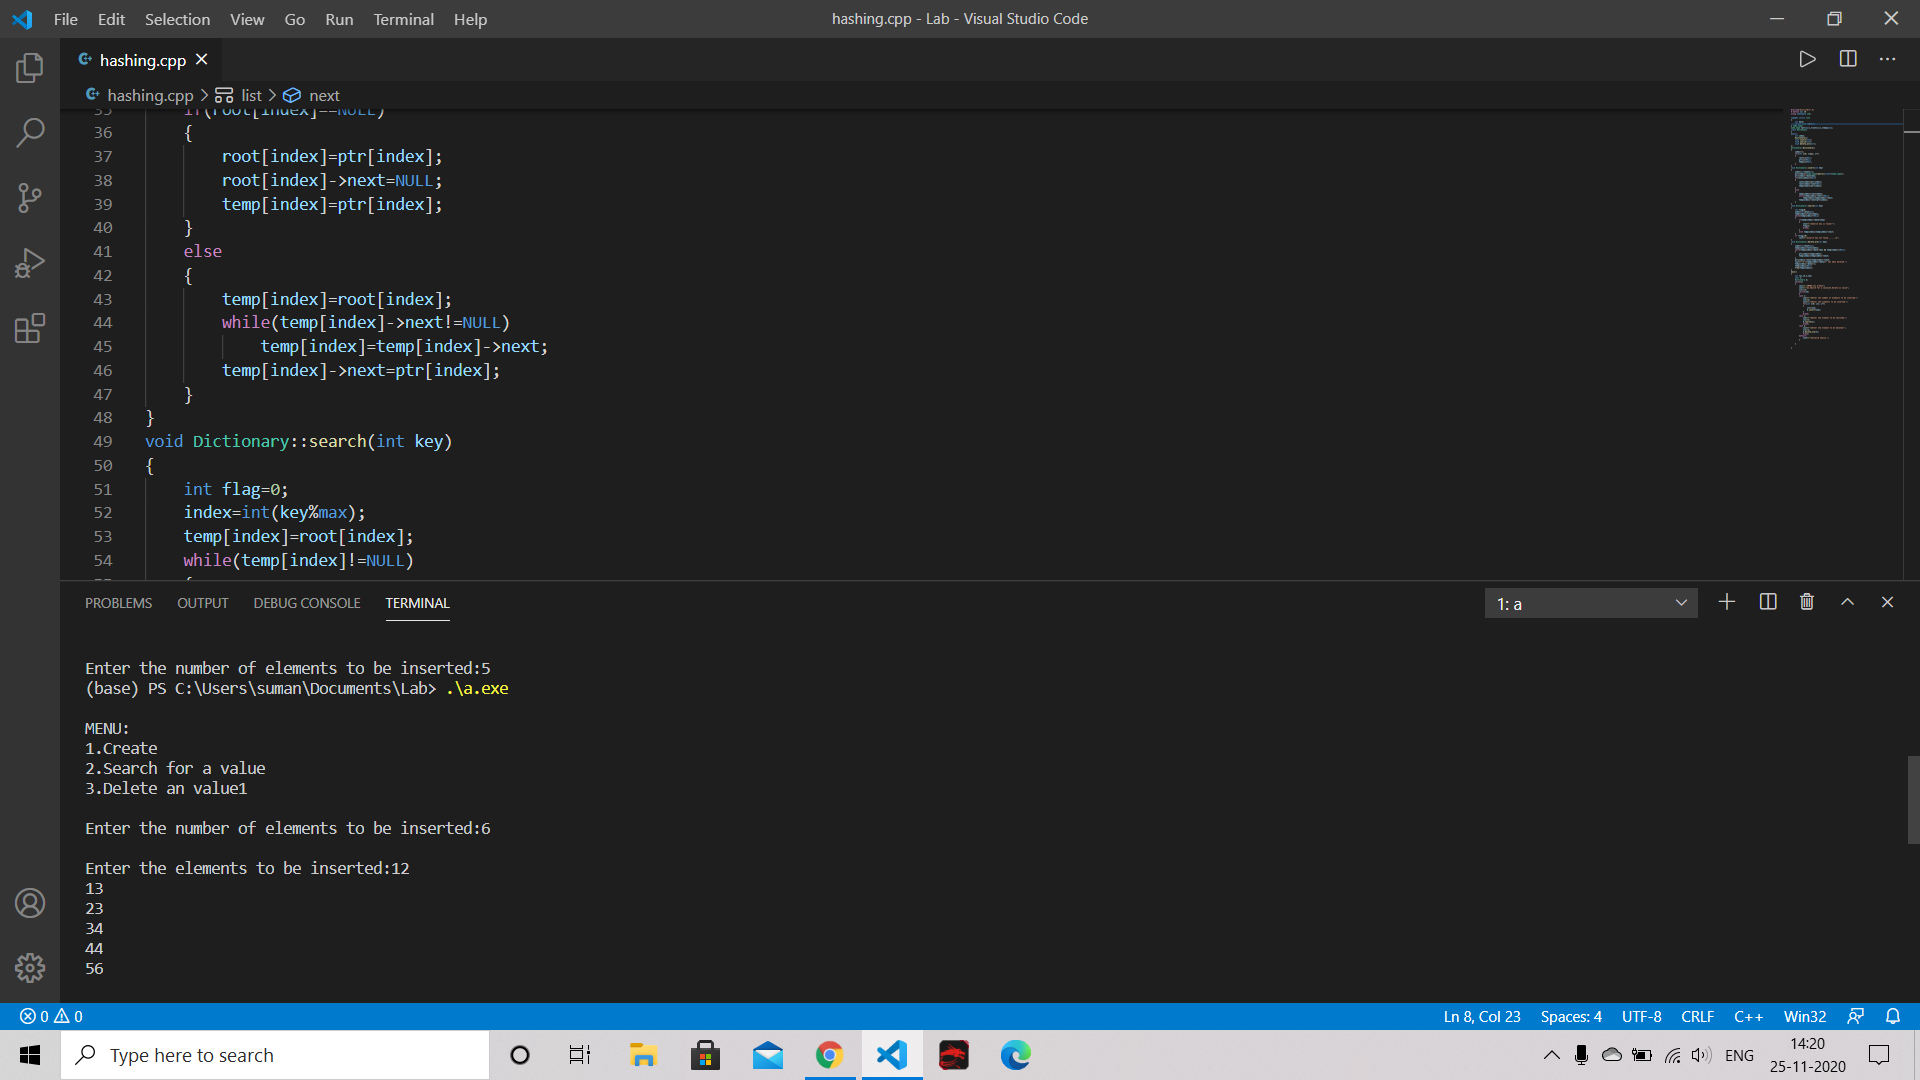 File Edit Selection View Go Run Terminal Help
hashing.cpp - Lab - Visual Studio Code
hashing.cpp
hashing.cpp > list > next
35 if(root[index]==NULL)
36 {
37 root[index]=ptr[index];
38 root[index]->next=NULL;
39 temp[index]=ptr[index];
40 }
41 else
42 {
43 temp[index]=root[index];
44 while(temp[index]->next!=NULL)
45 temp[index]=temp[index]->next;
46 temp[index]->next=ptr[index];
47 }
48 }
49 void Dictionary::search(int key)
50 {
51 int flag=0;
52 index=int(key%max);
53 temp[index]=root[index];
54 while(temp[index]!=NULL)
PROBLEMS OUTPUT DEBUG CONSOLE TERMINAL
1: a
Enter the number of elements to be inserted:5
(base) PS C:\Users\suman\Documents\Lab> .\a.exe
MENU:
1.Create
2.Search for a value
3.Delete an value1
Enter the number of elements to be inserted:6
Enter the elements to be inserted:12
13
23
34
44
56
0 0
Ln 8, Col 23 Spaces: 4 UTF-8 CRLF C++ Win32
Type here to search
ENG
14:20
25-11-2020